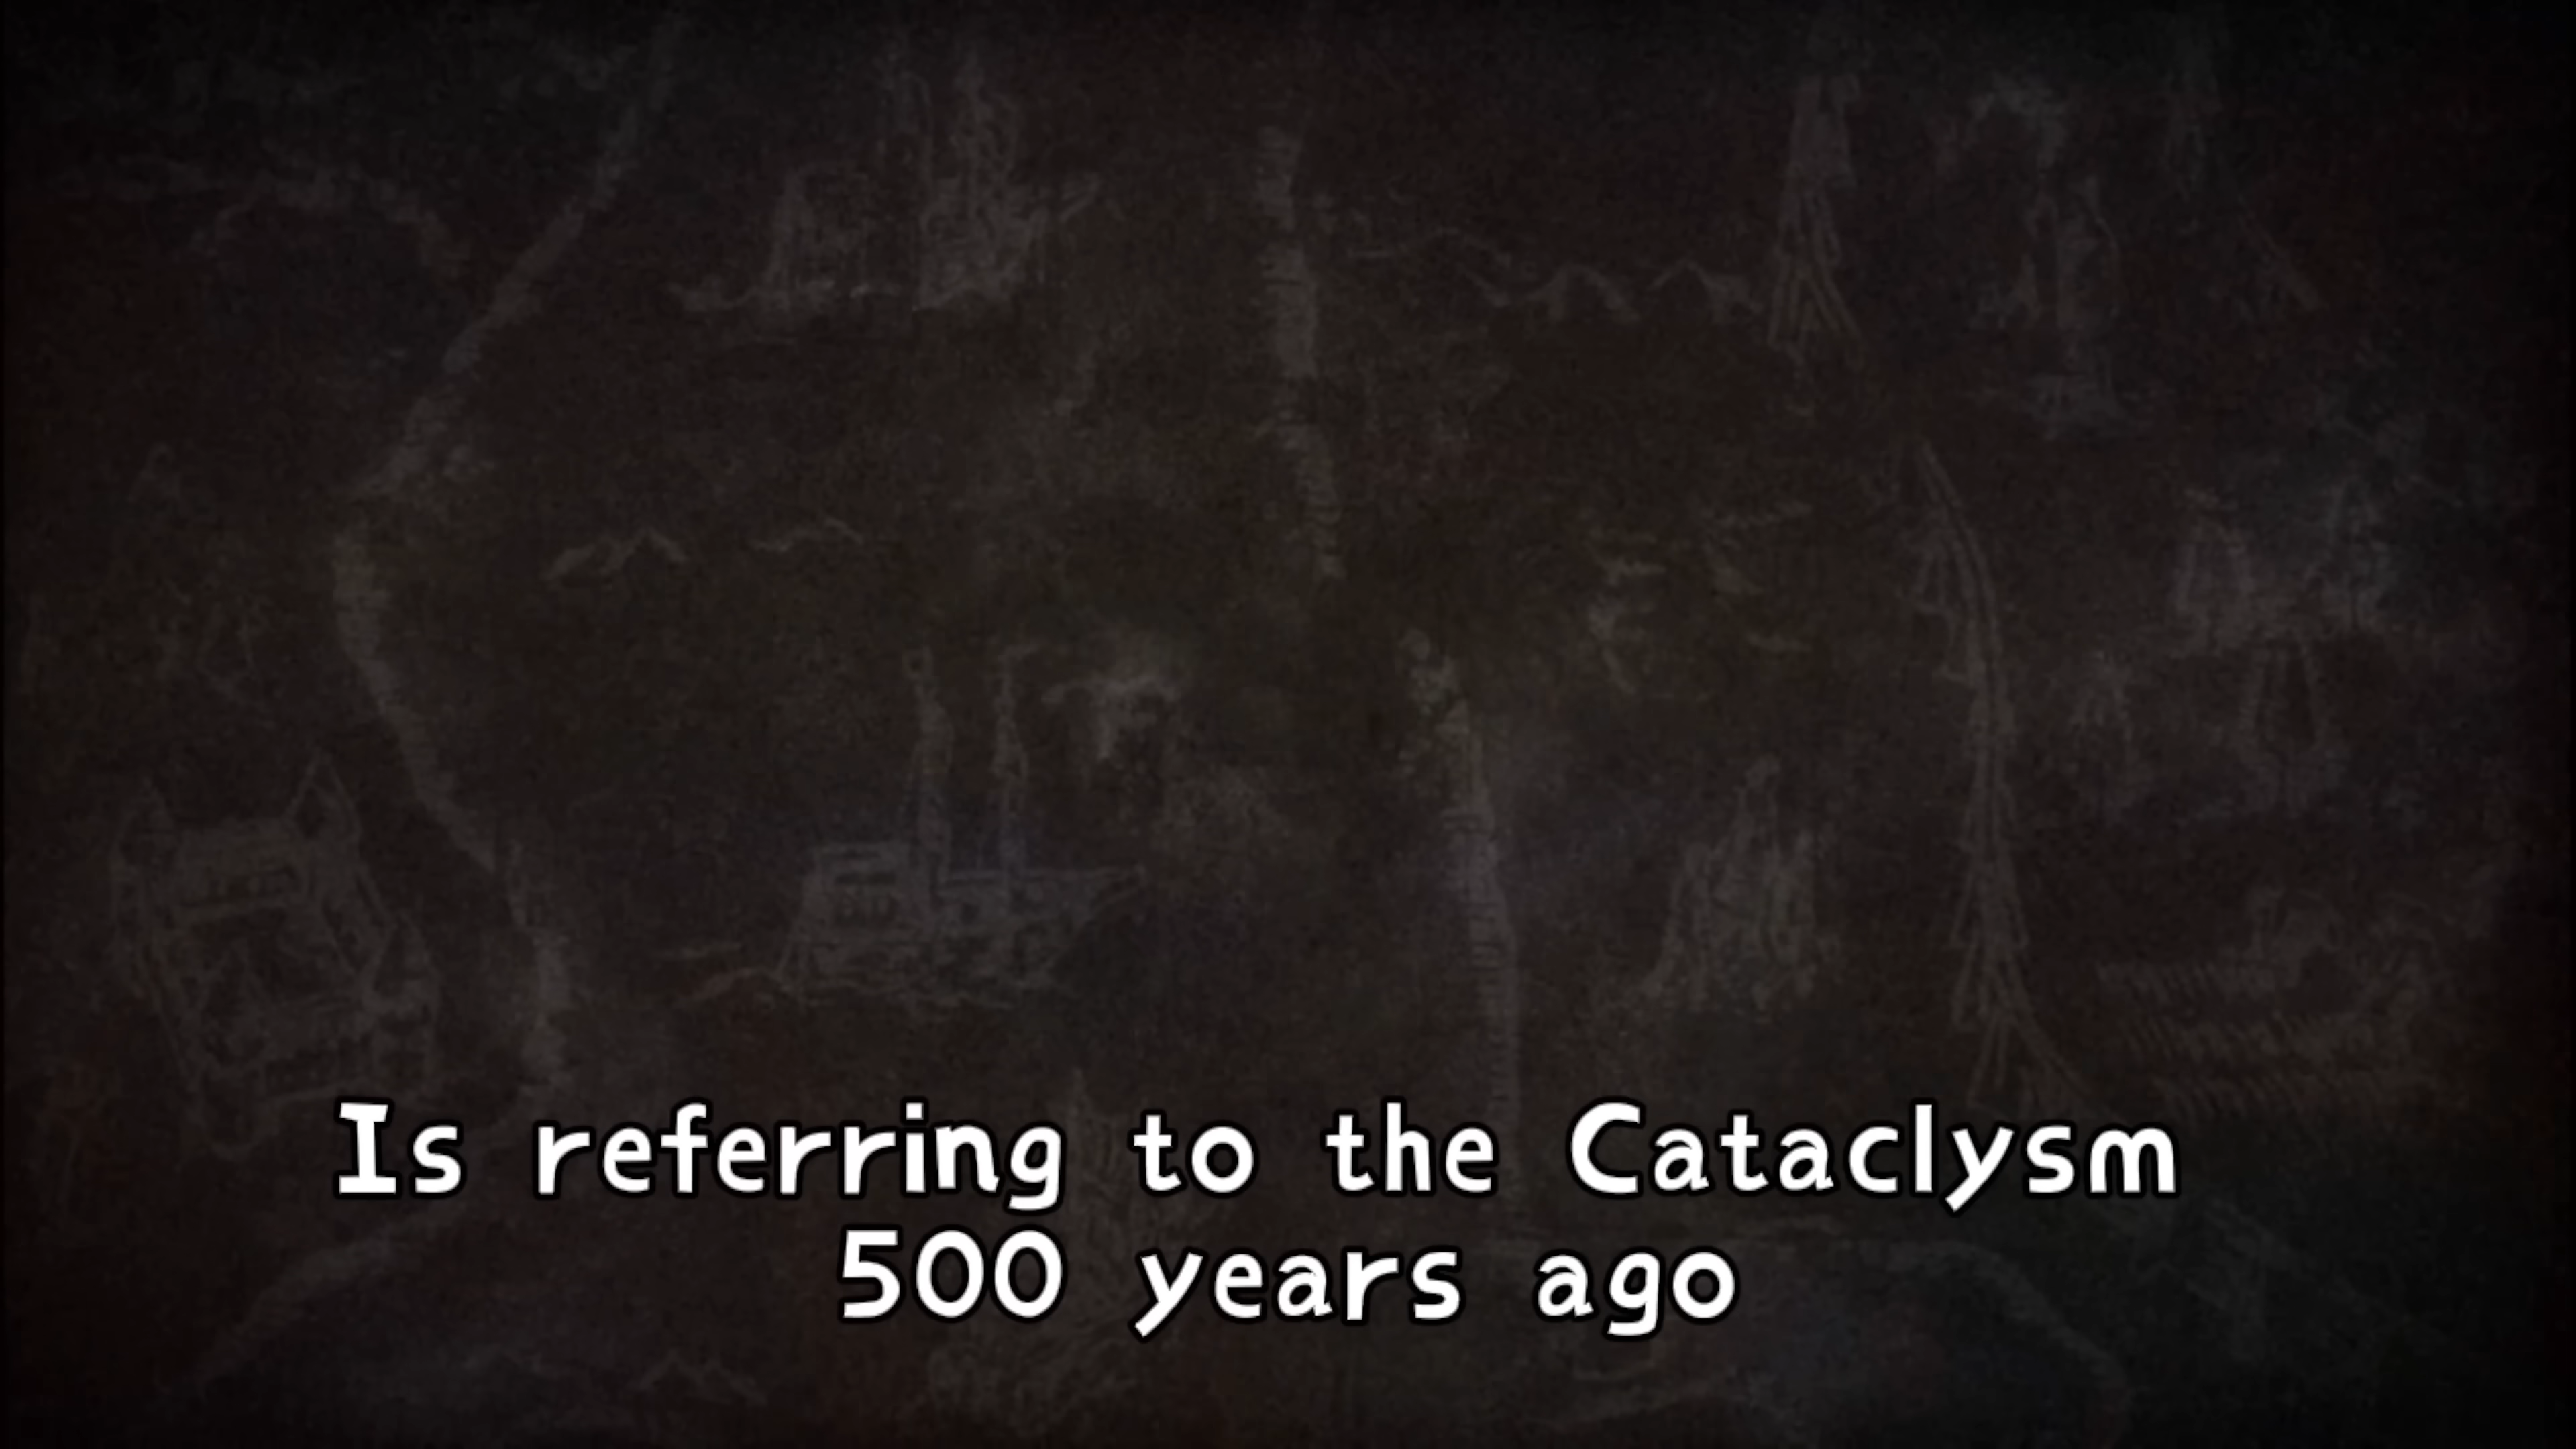 Is referring to the Cataclysm
500 years ago